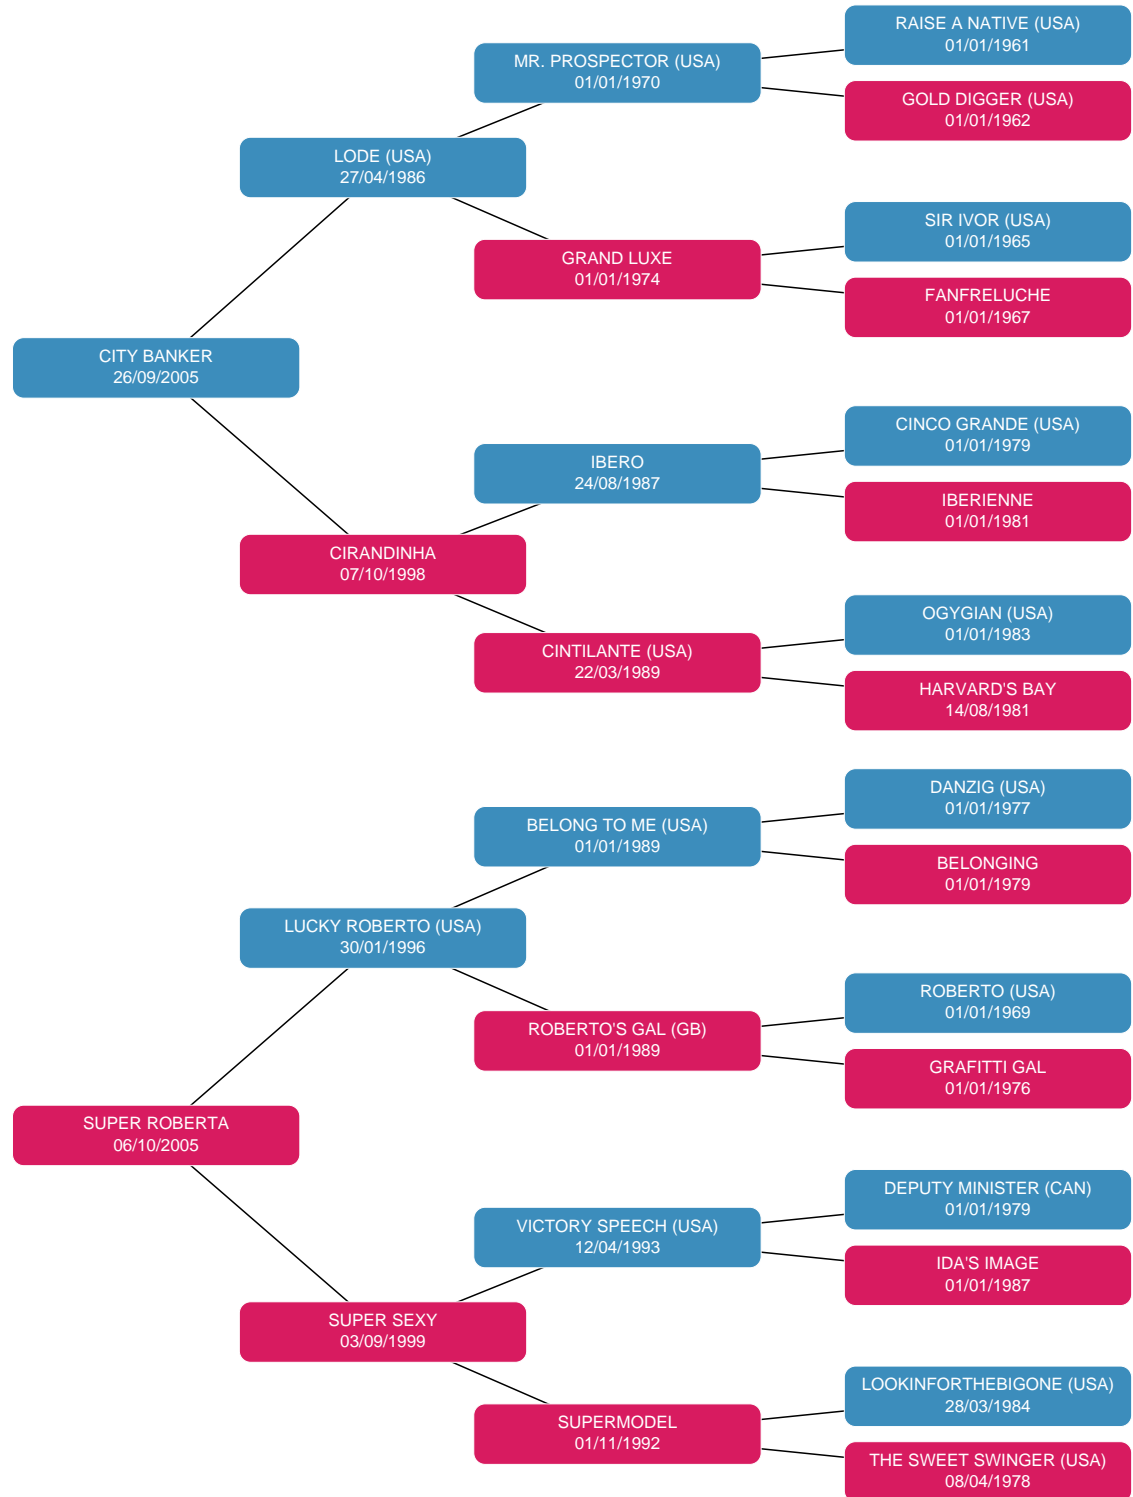 RAISE A NATIVE (USA)
01/01/1961
MR. PROSPECTOR (USA)
01/01/1970
GOLD DIGGER (USA)
01/01/1962
LODE (USA)
27/04/1986
SIR IVOR (USA)
01/01/1965
GRAND LUXE
01/01/1974
FANFRELUCHE
01/01/1967
CITY BANKER
26/09/2005
CINCO GRANDE (USA)
01/01/1979
IBERO
24/08/1987
IBERIENNE
01/01/1981
CIRANDINHA
07/10/1998
OGYGIAN (USA)
01/01/1983
CINTILANTE (USA)
22/03/1989
HARVARD'S BAY
14/08/1981
DANZIG (USA)
01/01/1977
BELONG TO ME (USA)
01/01/1989
BELONGING
01/01/1979
LUCKY ROBERTO (USA)
30/01/1996
ROBERTO (USA)
01/01/1969
ROBERTO'S GAL (GB)
01/01/1989
GRAFITTI GAL
01/01/1976
SUPER ROBERTA
06/10/2005
DEPUTY MINISTER (CAN)
01/01/1979
VICTORY SPEECH (USA)
12/04/1993
IDA'S IMAGE
01/01/1987
SUPER SEXY
03/09/1999
LOOKINFORTHEBIGONE (USA)
28/03/1984
SUPERMODEL
01/11/1992
THE SWEET SWINGER (USA)
08/04/1978